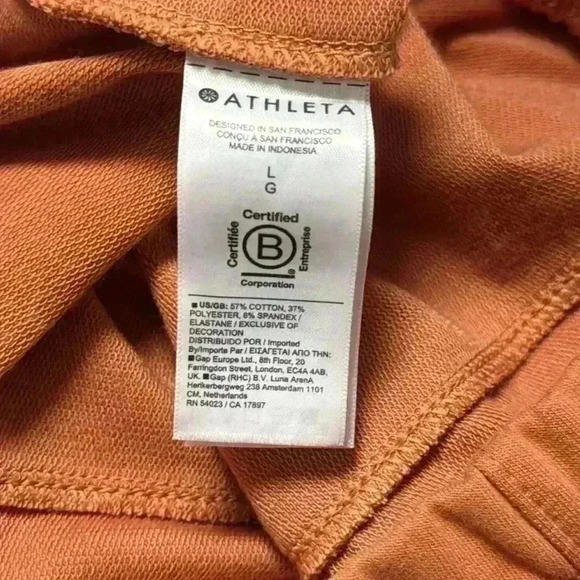 ATHLETA
DESIGNED IN SAN FRANCISCO
CONÇU À SAN FRANCISCO
MADE IN INDONESIA
L
G
Certified
Certifiée
B
Entreprise
®
Corporation
■ US/GB: 57% COTTON, 37%
POLYESTER, 6% SPANDEX /
ELASTANE / EXCLUSIVE OF
DECORATION
DISTRIBUIDO POR / Imported
By/Importe Par / ΕΙΣΑΓΕΤΑΙ ΑΠΟ ΤΗΝ:
■Gap Europe Ltd., 8th Floor, 20
Farringdon Street, London, EC4A 4AB,
UK. ■Gap (RHC) B.V. Luna ArenA
Herikerbergweg 238 Amsterdam 1101
CM, Netherlands
RN 54023 / CA 17897